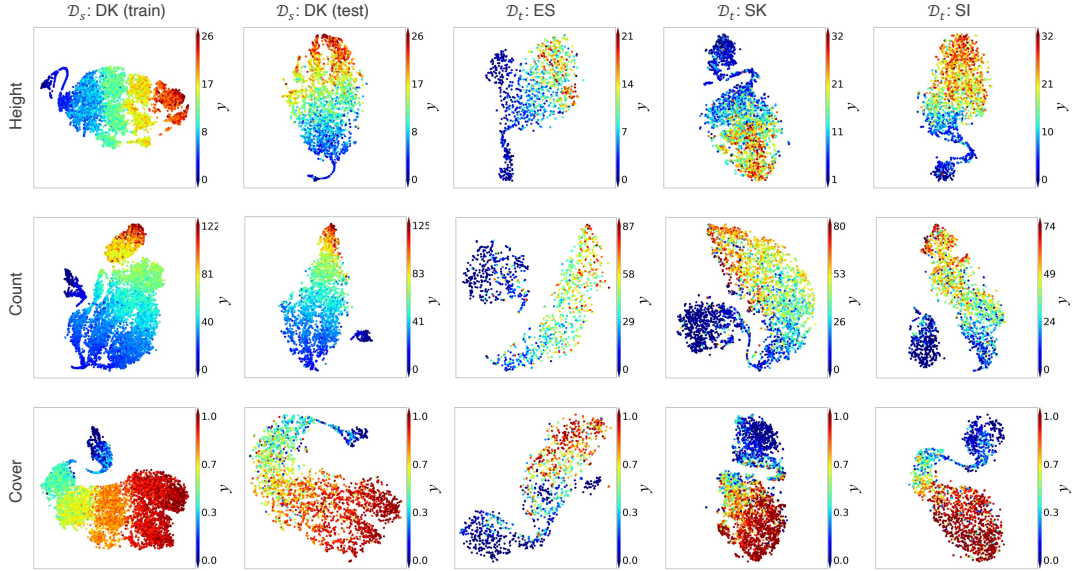 𝒟ₛ: DK (train) 𝒟ₛ: DK (test) 𝒟ₜ: ES 𝒟ₜ: SK 𝒟ₜ: SI
Height
26 17 8 0 y
26 17 8 0 y
21 14 7 0 y
32 21 11 1 y
32 21 10 0 y
Count
122 81 40 0 y
125 83 41 0 y
87 58 29 0 y
80 53 26 0 y
74 49 24 0 y
Cover
1.0 0.7 0.3 0.0 y
1.0 0.7 0.3 0.0 y
1.0 0.7 0.3 0.0 y
1.0 0.7 0.3 0.0 y
1.0 0.7 0.3 0.0 y